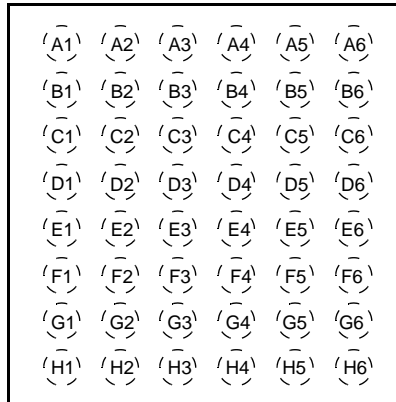 A1 A2 A3 A4 A5 A6
B1 B2 B3 B4 B5 B6
C1 C2 C3 C4 C5 C6
D1 D2 D3 D4 D5 D6
E1 E2 E3 E4 E5 E6
F1 F2 F3 F4 F5 F6
G1 G2 G3 G4 G5 G6
H1 H2 H3 H4 H5 H6